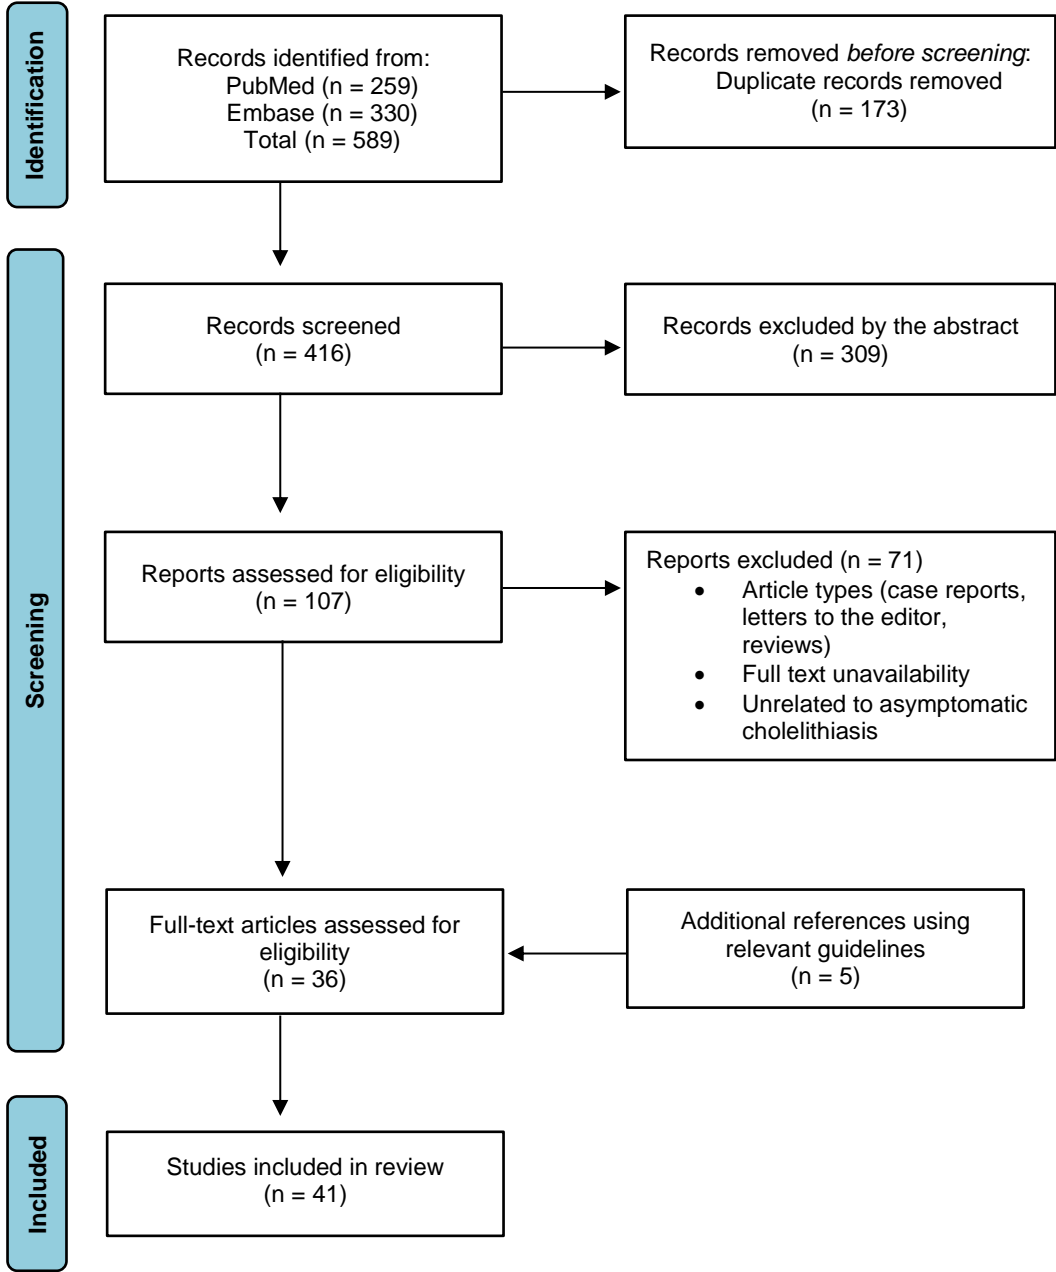 Identification
Records identified from:
PubMed (n = 259)
Embase (n = 330)
Total (n = 589)
Records removed before screening:
Duplicate records removed
(n = 173)
Screening
Records screened
(n = 416)
Records excluded by the abstract
(n = 309)
Reports assessed for eligibility
(n = 107)
Reports excluded (n = 71)
• Article types (case reports,
letters to the editor,
reviews)
• Full text unavailability
• Unrelated to asymptomatic
cholelithiasis
Full-text articles assessed for
eligibility
(n = 36)
Additional references using
relevant guidelines
(n = 5)
Included
Studies included in review
(n = 41)